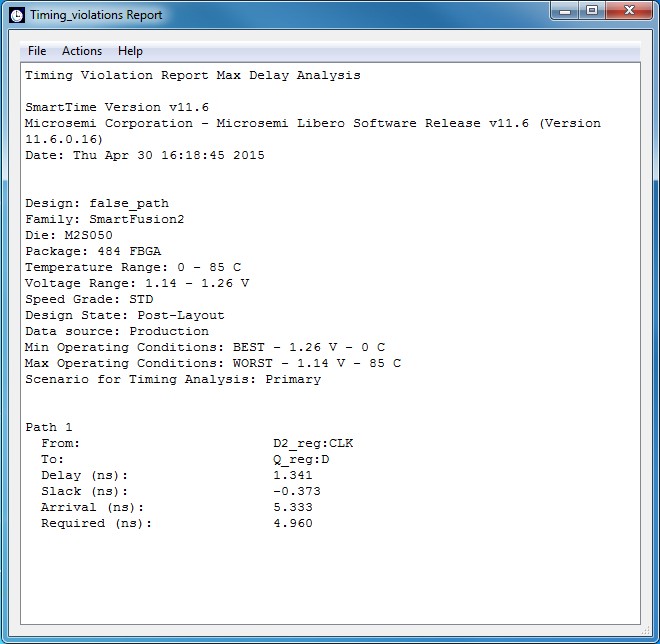 Timing_violations Report
File Actions Help
Timing Violation Report Max Delay Analysis
SmartTime Version v11.6
Microsemi Corporation - Microsemi Libero Software Release v11.6 (Version
11.6.0.16)
Date: Thu Apr 30 16:18:45 2015
Design: false_path
Family: SmartFusion2
Die: M2S050
Package: 484 FBGA
Temperature Range: 0 - 85 C
Voltage Range: 1.14 - 1.26 V
Speed Grade: STD
Design State: Post-Layout
Data source: Production
Min Operating Conditions: BEST - 1.26 V - 0 C
Max Operating Conditions: WORST - 1.14 V - 85 C
Scenario for Timing Analysis: Primary
Path 1
From: D2_reg:CLK
To: Q_reg:D
Delay (ns): 1.341
Slack (ns): -0.373
Arrival (ns): 5.333
Required (ns): 4.960